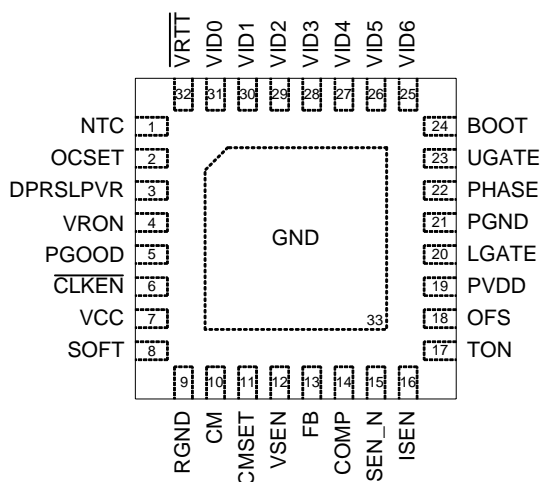 VRTT VID0 VID1 VID2 VID3 VID4 VID5 VID6
32 31 30 29 28 27 26 25
NTC 1 24 BOOT
OCSET 2 23 UGATE
DPRSLPVR 3 22 PHASE
VRON 4 21 PGND
GND
PGOOD 5 20 LGATE
CLKEN 6 19 PVDD
VCC 7 18 OFS
33
SOFT 8 17 TON
9 10 11 12 13 14 15 16
RGND CM CMSET VSEN FB COMP SEN_N ISEN